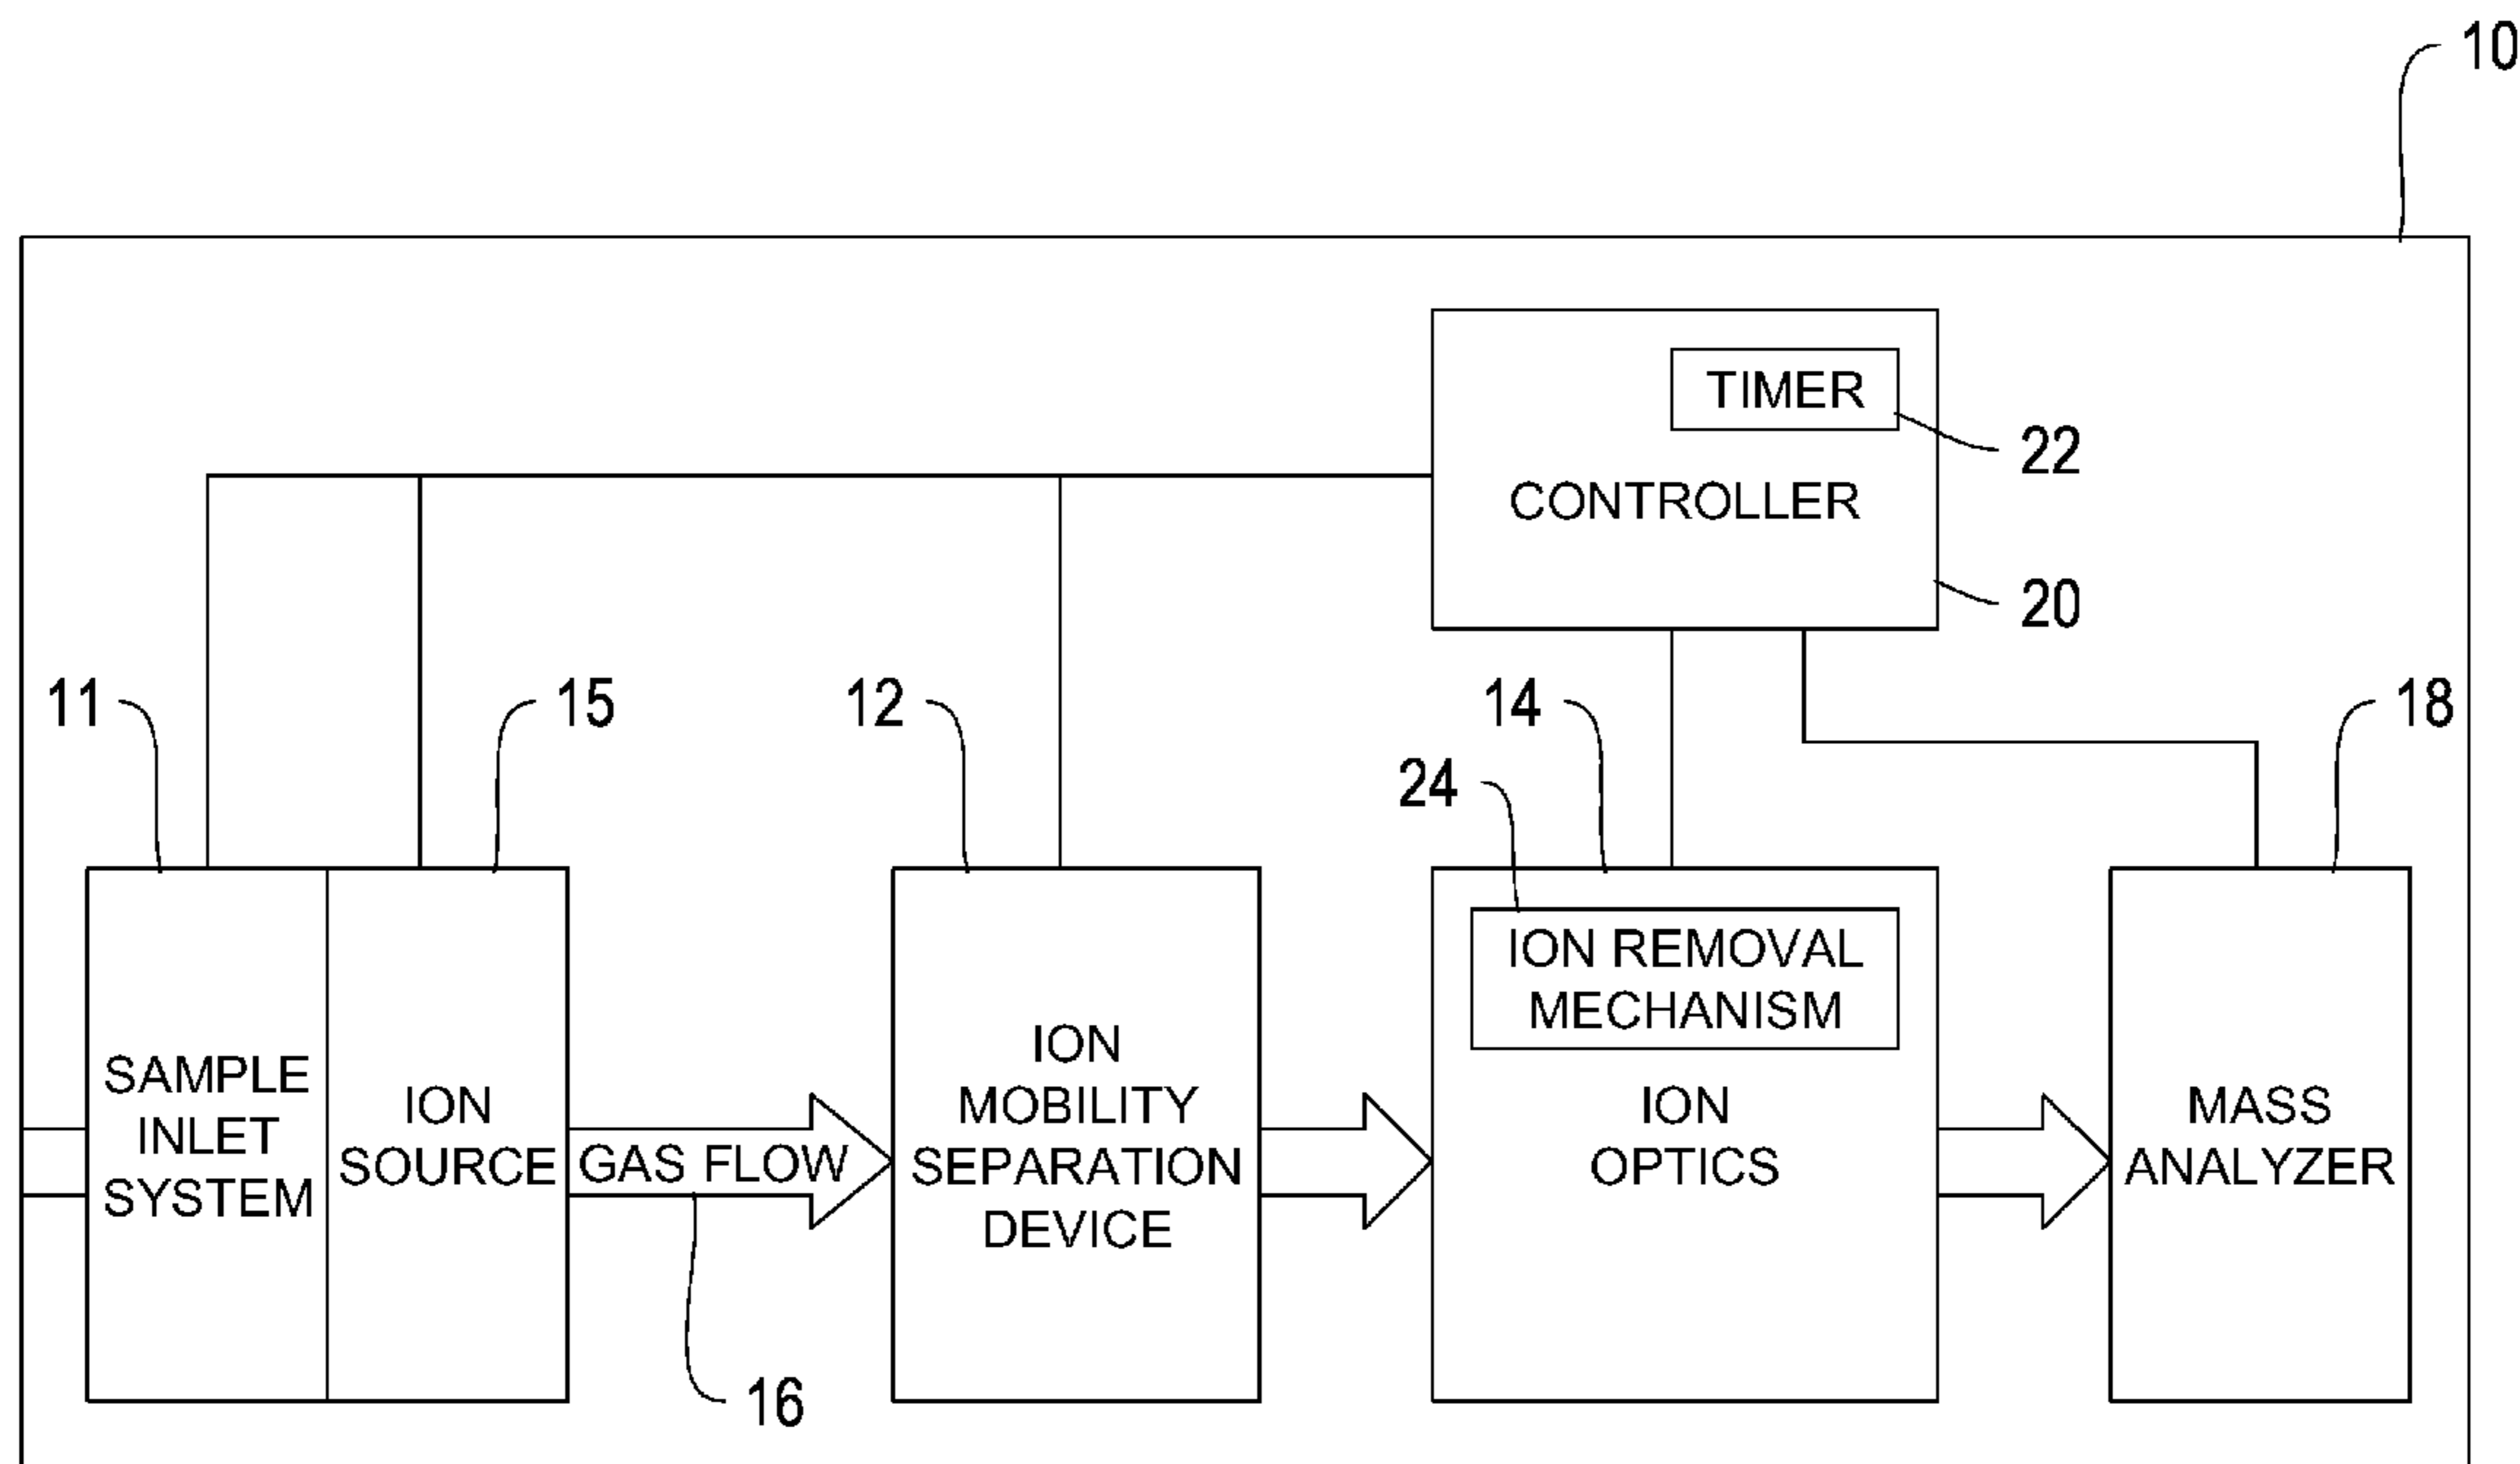 10
TIMER
22
CONTROLLER
20
11
15
12
14
18
24
ION REMOVAL
MECHANISM
SAMPLE
INLET
SYSTEM
ION
SOURCE
GAS FLOW
ION
MOBILITY
SEPARATION
DEVICE
ION
OPTICS
MASS
ANALYZER
16